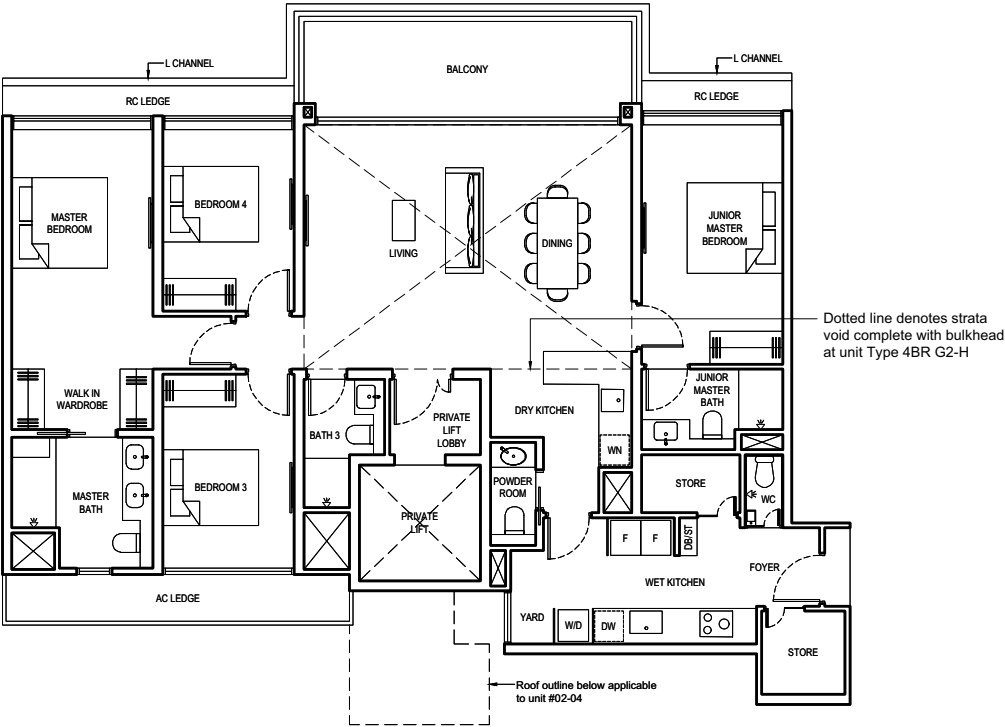 BALCONY
L CHANNEL
L CHANNEL
RC LEDGE
RC LEDGE
MASTER
BEDROOM
BEDROOM 4
LIVING
DINING
JUNIOR
MASTER
BEDROOM
Dotted line denotes strata
void complete with bulkhead
at unit Type 4BR G2-H
WALK IN
WARDROBE
BATH 3
PRIVATE
LIFT
LOBBY
DRY KITCHEN
JUNIOR
MASTER
BATH
WN
MASTER
BATH
BEDROOM 3
PRIVATE
LIFT
POWDER
ROOM
STORE
WC
F
F
DB/ST
WET KITCHEN
FOYER
AC LEDGE
YARD
W/D
DW
STORE
Roof outline below applicable
to unit #02-04